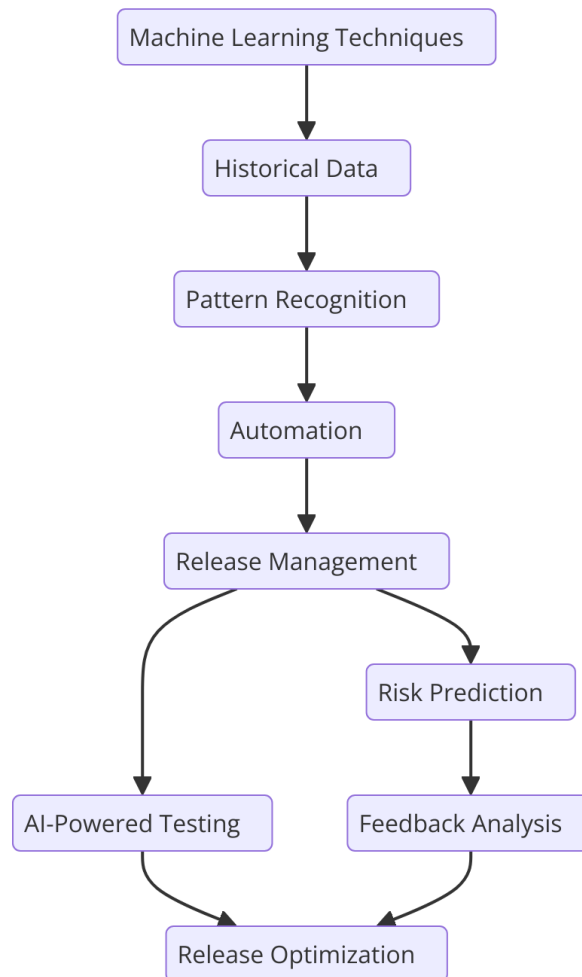 Machine Learning Techniques
Historical Data
Pattern Recognition
Automation
Release Management
Risk Prediction
AI-Powered Testing
Feedback Analysis
Release Optimization